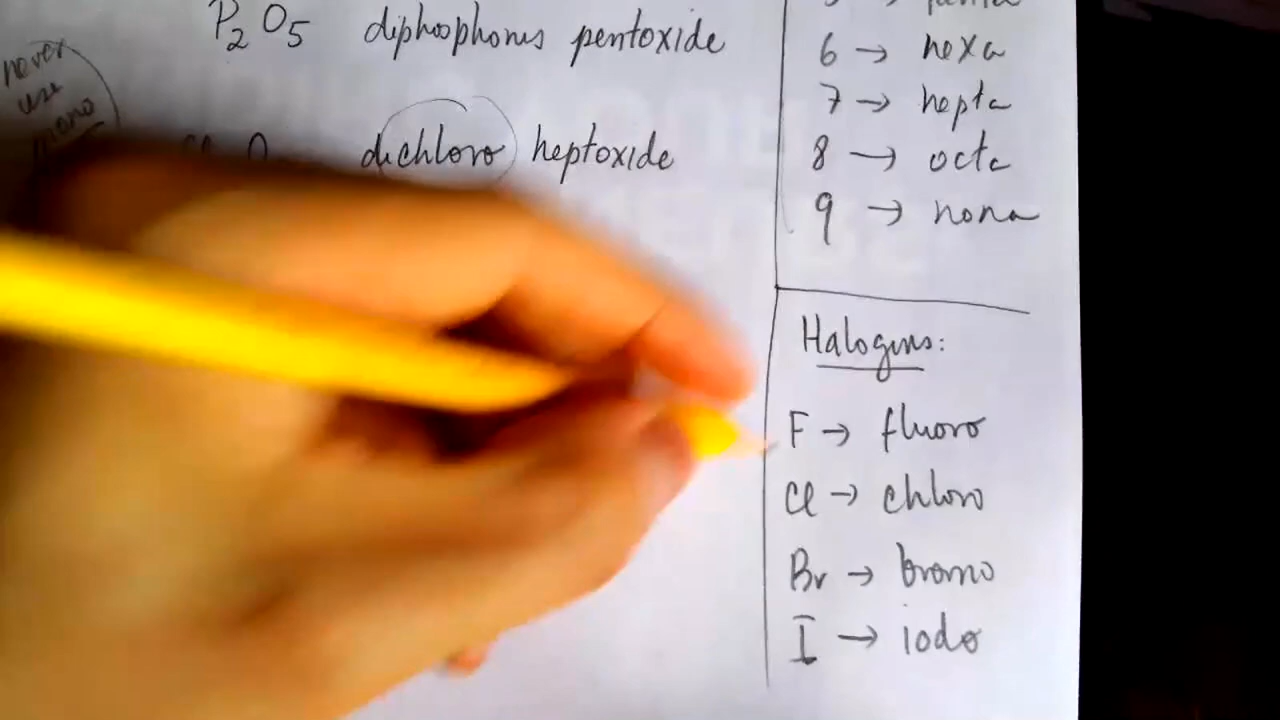 P2O5 diphosphorus pentoxide
never
use
mono
dichloro heptoxide
6 → hexa
7 → hepta
8 → octa
9 → nona
Halogens:
F → fluoro
Cl → chloro
Br → bromo
I → iodo